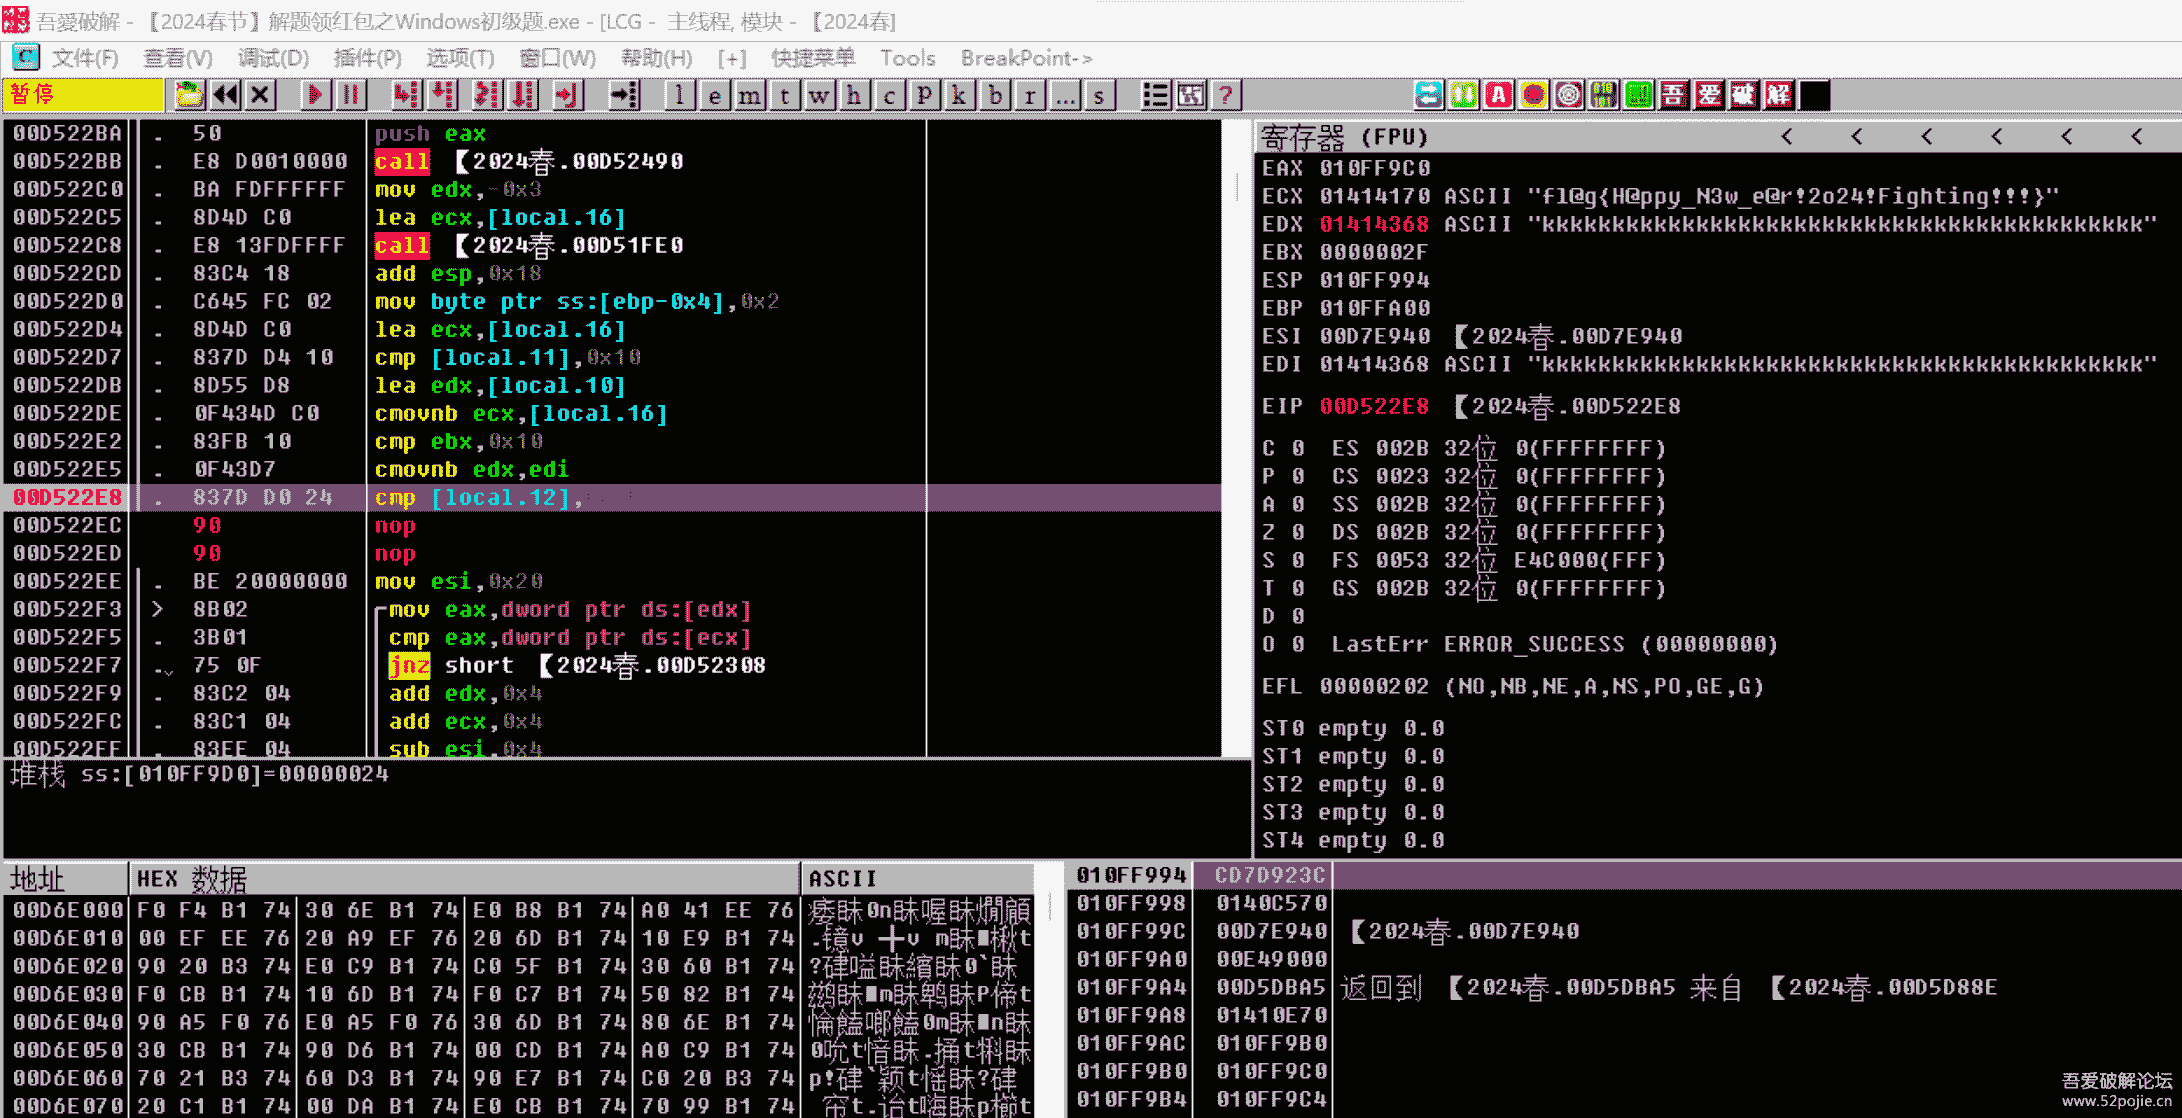 吾爱破解 - 【2024春节】解题领红包之Windows初级题.exe - [LCG - 主线程, 模块 - 【2024春]
文件(F) 查看(V) 调试(D) 插件(P) 选项(T) 窗口(W) 帮助(H) [+] 快捷菜单 Tools BreakPoint->
暂停 l e m t w h c P k b r ... s ? 吾 爱 破 解
00D522BA . 50 push eax
00D522BB . E8 D0010000 call 【2024春.00D52490
00D522C0 . BA FDFFFFFF mov edx,-0x3
00D522C5 . 8D4D C0 lea ecx,[local.16]
00D522C8 . E8 13FDFFFF call 【2024春.00D51FE0
00D522CD . 83C4 18 add esp,0x18
00D522D0 . C645 FC 02 mov byte ptr ss:[ebp-0x4],0x2
00D522D4 . 8D4D C0 lea ecx,[local.16]
00D522D7 . 837D D4 10 cmp [local.11],0x10
00D522DB . 8D55 D8 lea edx,[local.10]
00D522DE . 0F434D C0 cmovnb ecx,[local.16]
00D522E2 . 83FB 10 cmp ebx,0x10
00D522E5 . 0F43D7 cmovnb edx,edi
00D522E8 . 837D D0 24 cmp [local.12],
00D522EC 90 nop
00D522ED 90 nop
00D522EE . BE 20000000 mov esi,0x20
00D522F3 > 8B02 mov eax,dword ptr ds:[edx]
00D522F5 . 3B01 cmp eax,dword ptr ds:[ecx]
00D522F7 . 75 0F jnz short 【2024春.00D52308
00D522F9 . 83C2 04 add edx,0x4
00D522FC . 83C1 04 add ecx,0x4
00D522FF . 83EE 04 sub esi,0x4
堆栈 ss:[010FF9D0]=00000024
寄存器 (FPU) < < < < < <
EAX 010FF9C0
ECX 01414170 ASCII "fl@g{H@ppy_N3w_e@r!2o24!Fighting!!!}"
EDX 01414368 ASCII "kkkkkkkkkkkkkkkkkkkkkkkkkkkkkkkkkkkkkkkkkkk"
EBX 0000002F
ESP 010FF994
EBP 010FFA00
ESI 00D7E940 【2024春.00D7E940
EDI 01414368 ASCII "kkkkkkkkkkkkkkkkkkkkkkkkkkkkkkkkkkkkkkkkkkk"
EIP 00D522E8 【2024春.00D522E8
C 0 ES 002B 32位 0(FFFFFFFF)
P 0 CS 0023 32位 0(FFFFFFFF)
A 0 SS 002B 32位 0(FFFFFFFF)
Z 0 DS 002B 32位 0(FFFFFFFF)
S 0 FS 0053 32位 E4C000(FFF)
T 0 GS 002B 32位 0(FFFFFFFF)
D 0
O 0 LastErr ERROR_SUCCESS (00000000)
EFL 00000202 (NO,NB,NE,A,NS,PO,GE,G)
ST0 empty 0.0
ST1 empty 0.0
ST2 empty 0.0
ST3 empty 0.0
ST4 empty 0.0
地址 HEX 数据 ASCII
00D6E000 F0 F4 B1 74 30 6E B1 74 E0 B8 B1 74 A0 41 EE 76
00D6E010 00 EF EE 76 20 A9 EF 76 20 6D B1 74 10 E9 B1 74
00D6E020 90 20 B3 74 E0 C9 B1 74 C0 5F B1 74 30 60 B1 74
00D6E030 F0 CB B1 74 10 6D B1 74 F0 C7 B1 74 50 82 B1 74
00D6E040 90 A5 F0 76 E0 A5 F0 76 30 6D B1 74 80 6E B1 74
00D6E050 30 CB B1 74 90 D6 B1 74 00 CD B1 74 A0 C9 B1 74
00D6E060 70 21 B3 74 60 D3 B1 74 90 E7 B1 74 C0 20 B3 74
00D6E070 20 C1 B1 74 00 DA B1 74 E0 CB B1 74 70 99 B1 74
010FF994 CD7D923C
010FF998 0140C570
010FF99C 00D7E940 【2024春.00D7E940
010FF9A0 00E49000
010FF9A4 00D5DBA5 返回到 【2024春.00D5DBA5 来自 【2024春.00D5D88E
010FF9A8 01410E70
010FF9AC 010FF9B0
010FF9B0 010FF9C0
010FF9B4 010FF9C4
吾爱破解论坛
www.52pojie.cn